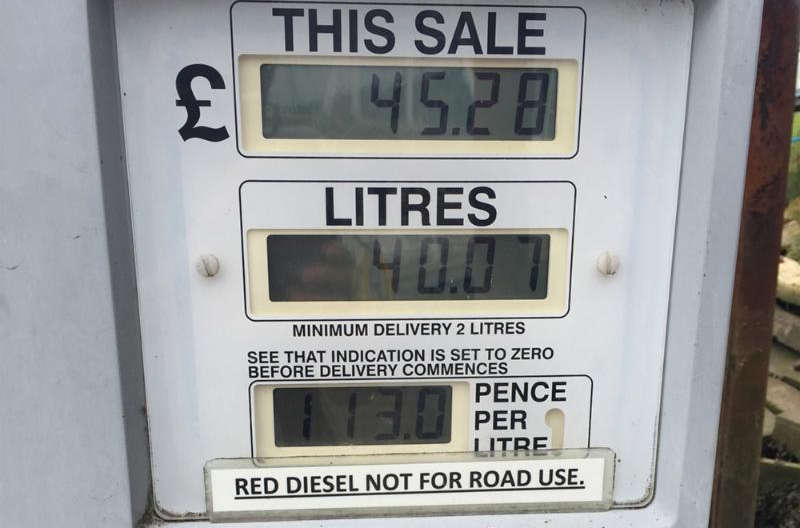 THIS SALE
£ 45.28
LITRES
40.07
MINIMUM DELIVERY 2 LITRES
SEE THAT INDICATION IS SET TO ZERO
BEFORE DELIVERY COMMENCES
113.0
PENCE
PER
LITRE
RED DIESEL NOT FOR ROAD USE.